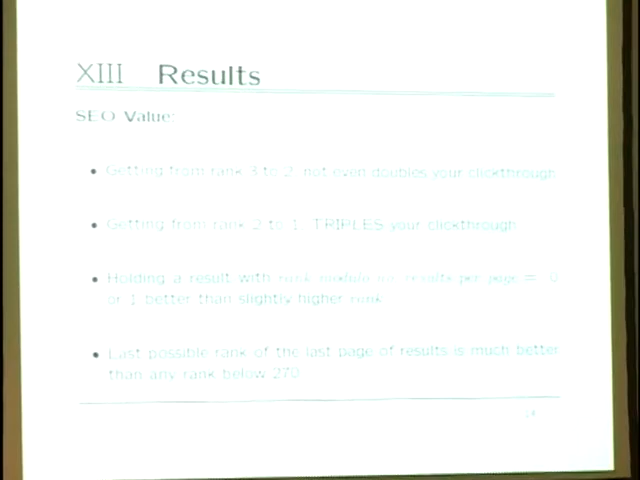 XIII Results
SEO Value:
• Getting from rank 3 to 2, not even doubles your clickthrough
• Getting from rank 2 to 1, TRIPLES your clickthrough
• Holding a result with rank modulo no. results per page = 0
or 1 better than slightly higher rank
• Last possible rank of the last page of results is much better
than any rank below 270